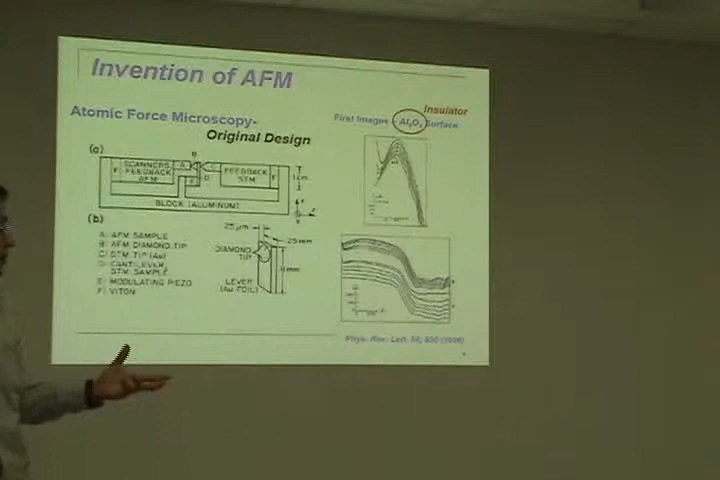 Invention of AFM
Atomic Force Microscopy-
Original Design
Insulator
First Images - Al2O3 Surface
(a)
B
SCANNERS
FEEDBACK
AFM
F
A
C
D
E
FEEDBACK
STM
F
1 cm
BLOCK (ALUMINUM)
(b)
A: AFM SAMPLE
B: AFM DIAMOND TIP
C: STM TIP (Au)
D: CANTILEVER,
STM SAMPLE
E: MODULATING PIEZO
F: VITON
25 µm
.25 mm
DIAMOND
TIP
LEVER
(Au FOIL)
Phys. Rev. Lett. 56, 930 (1986)